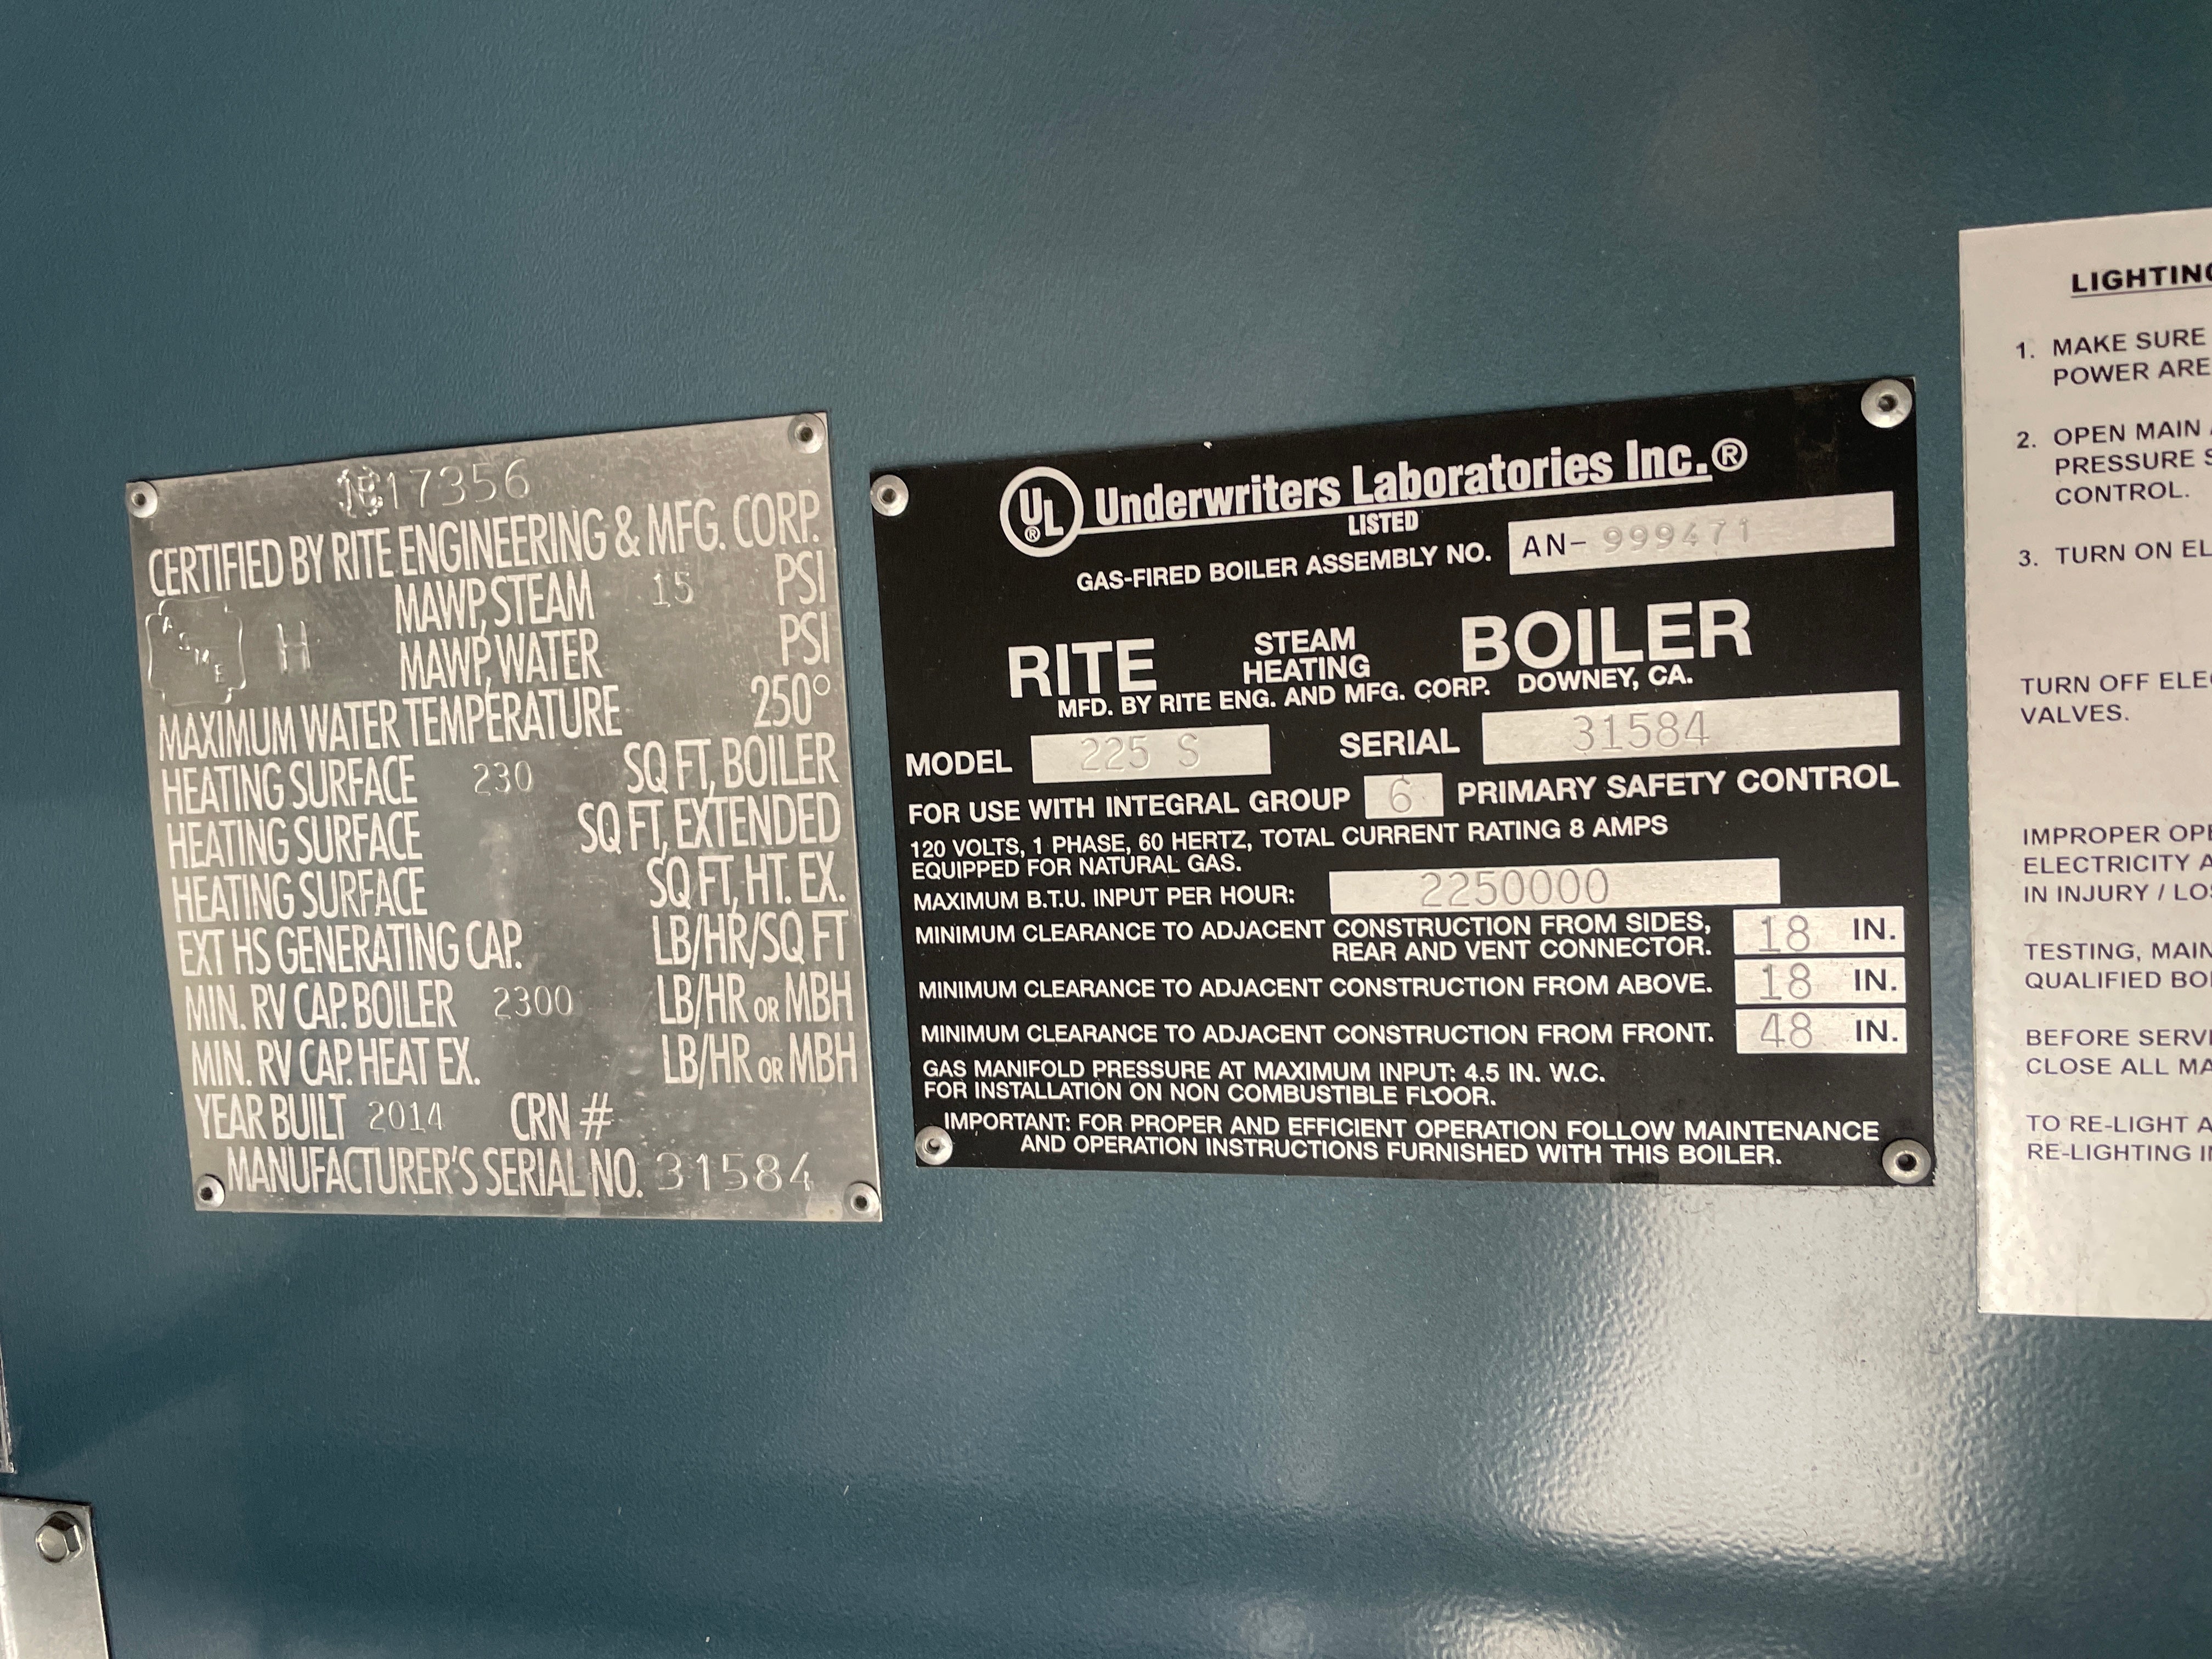 17356
CERTIFIED BY RITE ENGINEERING & MFG. CORP.
MAWP, STEAM 15 PSI
ASME H
MAWP, WATER PSI
MAXIMUM WATER TEMPERATURE 250°
HEATING SURFACE 230 SQ FT, BOILER
HEATING SURFACE SQ FT, EXTENDED
HEATING SURFACE SQ FT, HT. EX.
EXT HS GENERATING CAP. LB/HR/SQ FT
MIN. RV CAP. BOILER 2300 LB/HR OR MBH
MIN. RV CAP. HEAT EX. LB/HR OR MBH
YEAR BUILT 2014 CRN #
MANUFACTURER'S SERIAL NO. 31584
UL® Underwriters Laboratories Inc.®
LISTED
GAS-FIRED BOILER ASSEMBLY NO. AN- 999471
RITE STEAM HEATING BOILER
MFD. BY RITE ENG. AND MFG. CORP. DOWNEY, CA.
MODEL 225 S SERIAL 31584
FOR USE WITH INTEGRAL GROUP 6 PRIMARY SAFETY CONTROL
120 VOLTS, 1 PHASE, 60 HERTZ, TOTAL CURRENT RATING 8 AMPS
EQUIPPED FOR NATURAL GAS.
MAXIMUM B.T.U. INPUT PER HOUR: 2250000
MINIMUM CLEARANCE TO ADJACENT CONSTRUCTION FROM SIDES,
REAR AND VENT CONNECTOR. 18 IN.
MINIMUM CLEARANCE TO ADJACENT CONSTRUCTION FROM ABOVE. 18 IN.
MINIMUM CLEARANCE TO ADJACENT CONSTRUCTION FROM FRONT. 48 IN.
GAS MANIFOLD PRESSURE AT MAXIMUM INPUT: 4.5 IN. W.C.
FOR INSTALLATION ON NON COMBUSTIBLE FLOOR.
IMPORTANT: FOR PROPER AND EFFICIENT OPERATION FOLLOW MAINTENANCE
AND OPERATION INSTRUCTIONS FURNISHED WITH THIS BOILER.
LIGHTING
1. MAKE SURE
POWER ARE
2. OPEN MAIN
PRESSURE
CONTROL.
3. TURN ON
TURN OFF
VALVES.
IMPROPER
ELECTRICITY
IN INJURY /
TESTING,
QUALIFIED
BEFORE
CLOSE ALL
TO RE-LIGHT
RE-LIGHTING